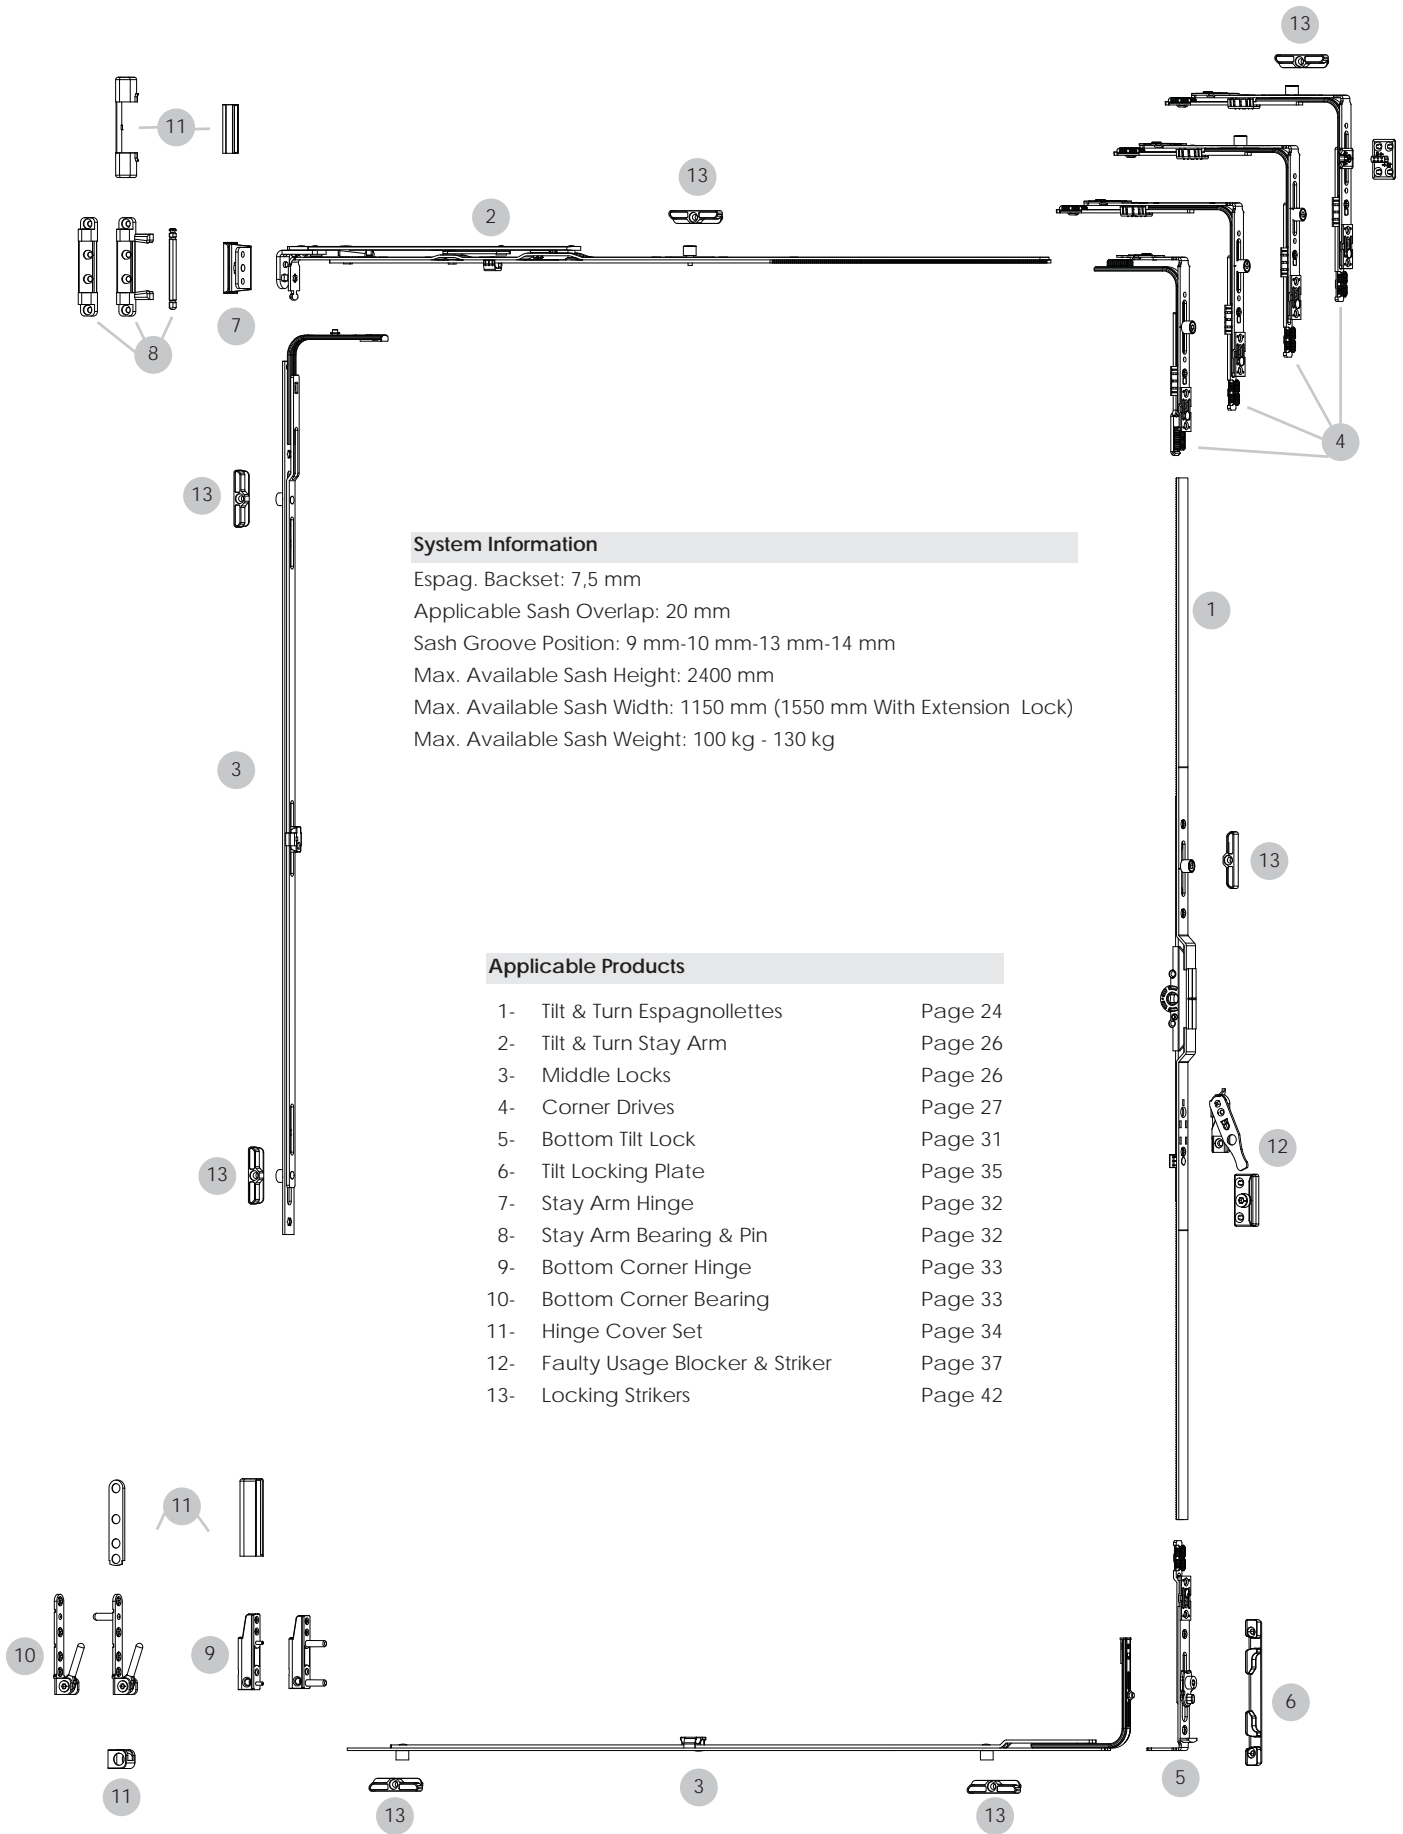 13
11
13
2
7
8
4
13
System Information
Espag. Backset: 7,5 mm
Applicable Sash Overlap: 20 mm
1
Sash Groove Position: 9 mm-10 mm-13 mm-14 mm
Max. Available Sash Height: 2400 mm
Max. Available Sash Width: 1150 mm (1550 mm With Extension Lock)
Max. Available Sash Weight: 100 kg - 130 kg
3
13
Applicable Products
1- Tilt & Turn Espagnollettes Page 24
2- Tilt & Turn Stay Arm Page 26
3- Middle Locks Page 26
4- Corner Drives Page 27
5- Bottom Tilt Lock Page 31
12
13
6- Tilt Locking Plate Page 35
7- Stay Arm Hinge Page 32
8- Stay Arm Bearing & Pin Page 32
9- Bottom Corner Hinge Page 33
10- Bottom Corner Bearing Page 33
11- Hinge Cover Set Page 34
12- Faulty Usage Blocker & Striker Page 37
13- Locking Strikers Page 42
11
10
9
6
5
3
11
13
13